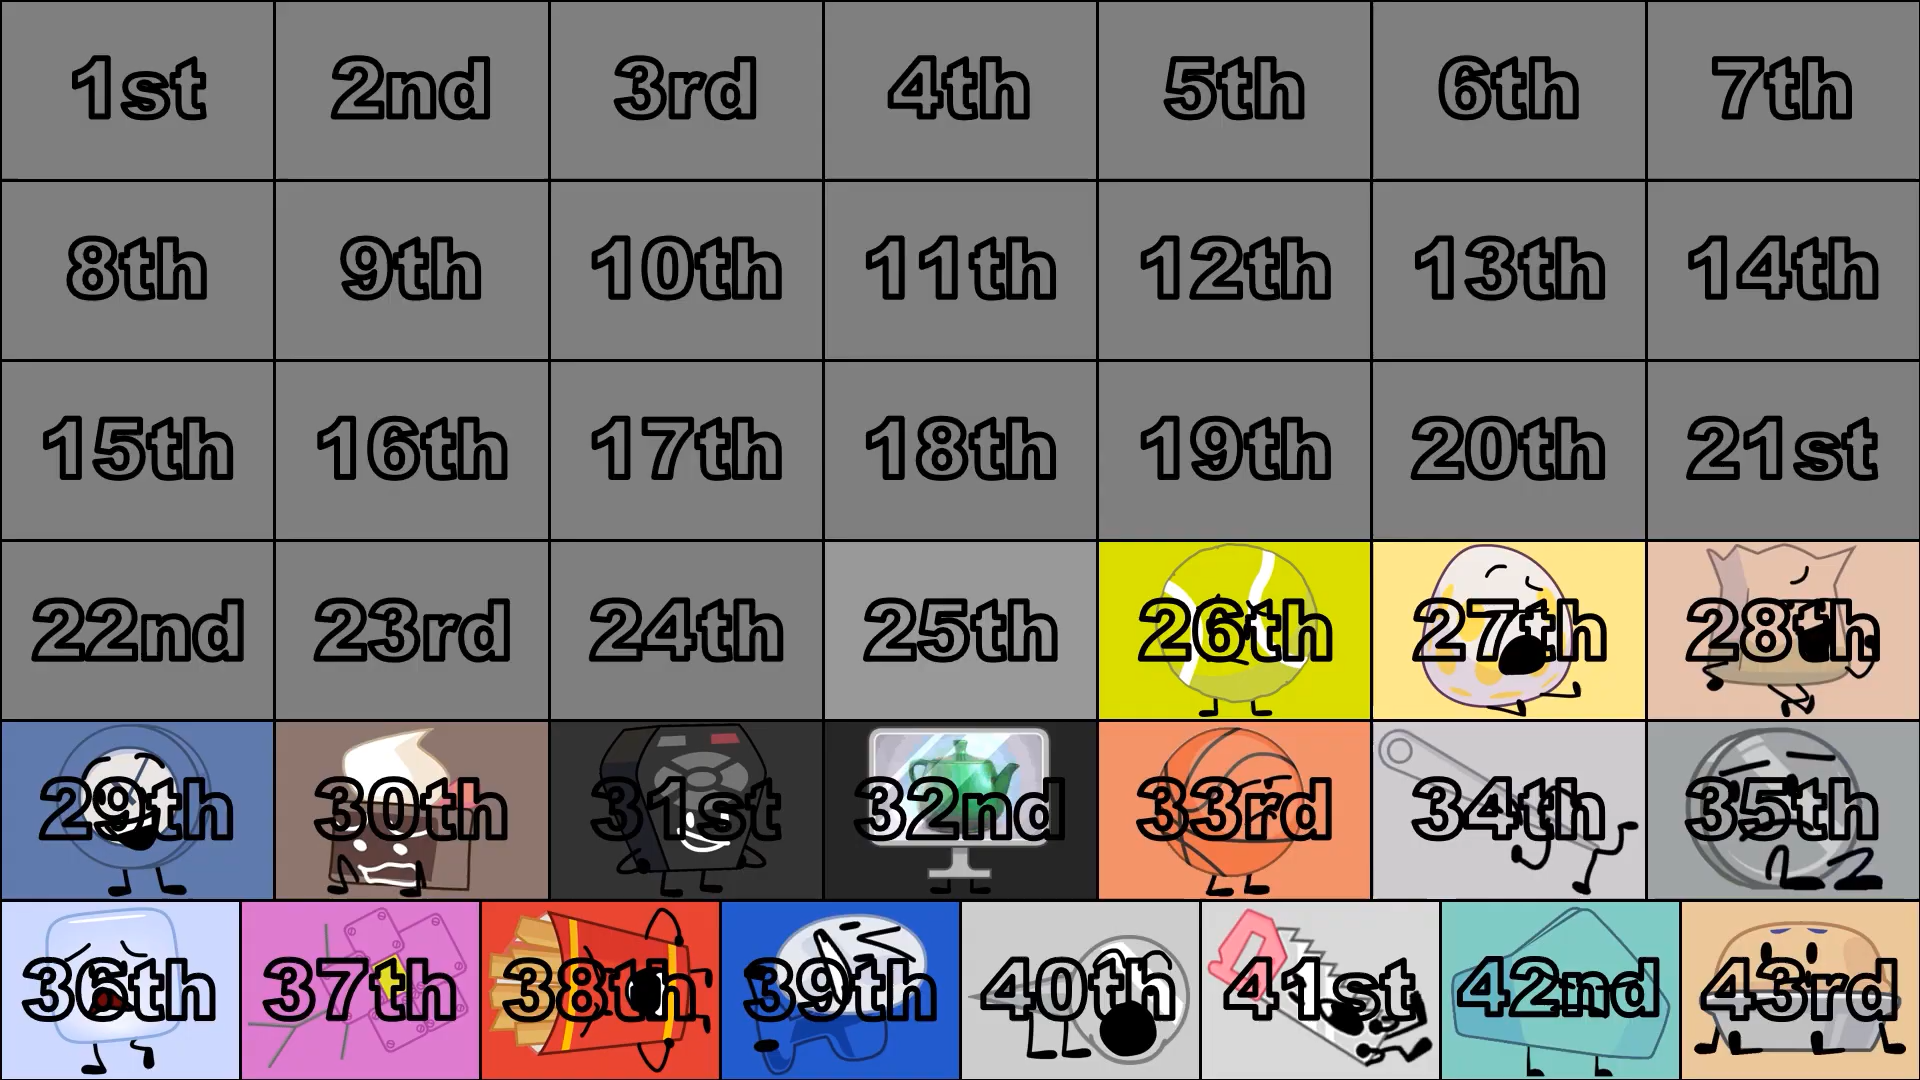 1st 2nd 3rd 4th 5th 6th 7th
8th 9th 10th 11th 12th 13th 14th
15th 16th 17th 18th 19th 20th 21st
22nd 23rd 24th 25th 26th 27th 28th
29th 30th 31st 32nd 33rd 34th 35th
36th 37th 38th 39th 40th 41st 42nd 43rd